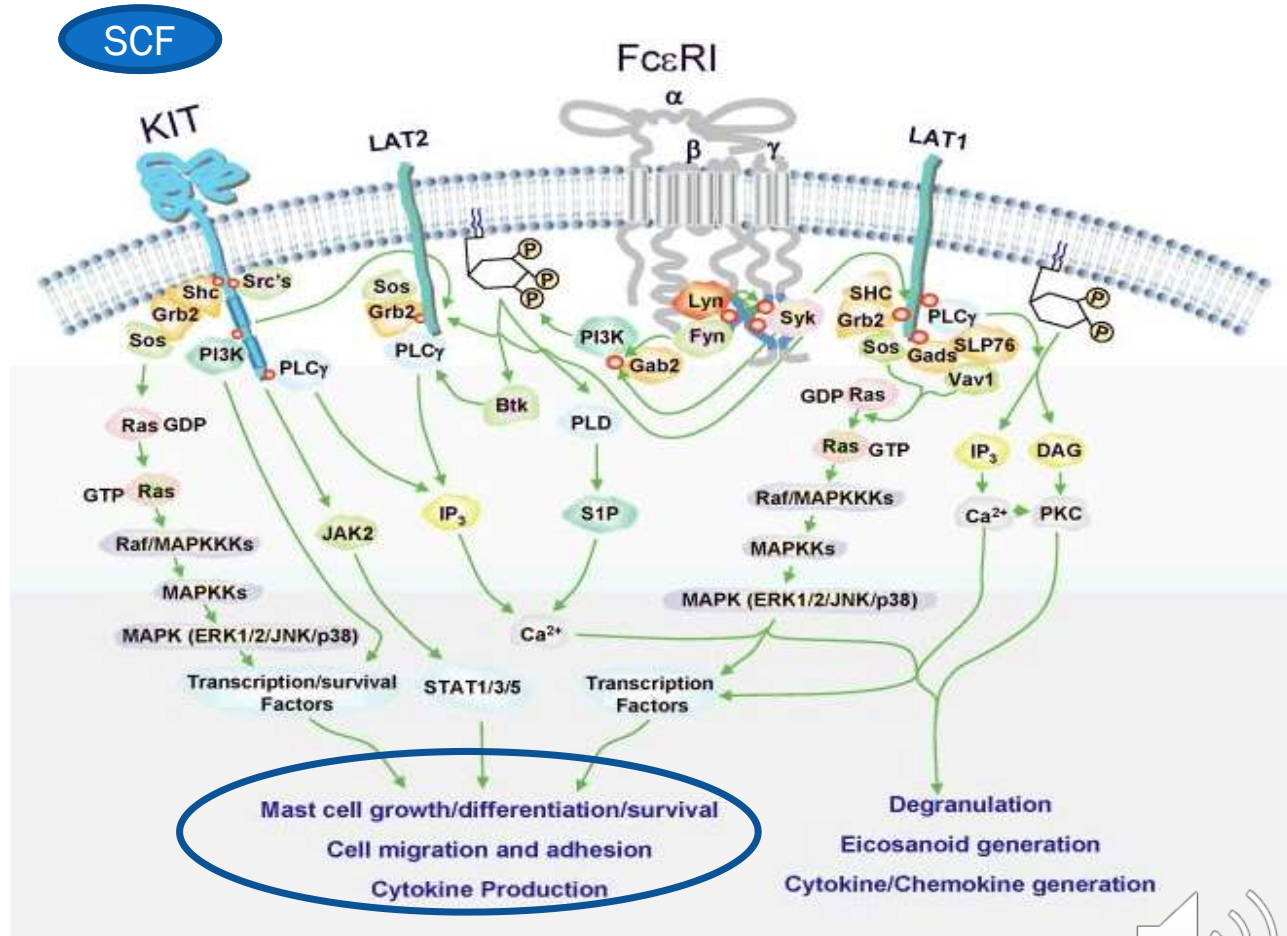 SCF
FcεRI
α
KIT
LAT2
LAT1
β
γ
P
P
P
Shc
Src's
Grb2
Sos
PI3K
PLCγ
Sos
Grb2
PLCγ
Btk
PI3K
Gab2
PLD
Lyn
Fyn
Syk
SHC
Grb2
Sos
PLCγ
Gads
SLP76
Vav1
P
P
Ras GDP
GTP Ras
Raf/MAPKKKs
MAPKKs
MAPK (ERK1/2/JNK/p38)
JAK2
IP3
S1P
Ca2+
GDP Ras
Ras GTP
Raf/MAPKKKs
MAPKKs
MAPK (ERK1/2/JNK/p38)
IP3
DAG
Ca2+
PKC
Transcription/survival
Factors
STAT1/3/5
Transcription
Factors
Mast cell growth/differentiation/survival
Cell migration and adhesion
Cytokine Production
Degranulation
Eicosanoid generation
Cytokine/Chemokine generation